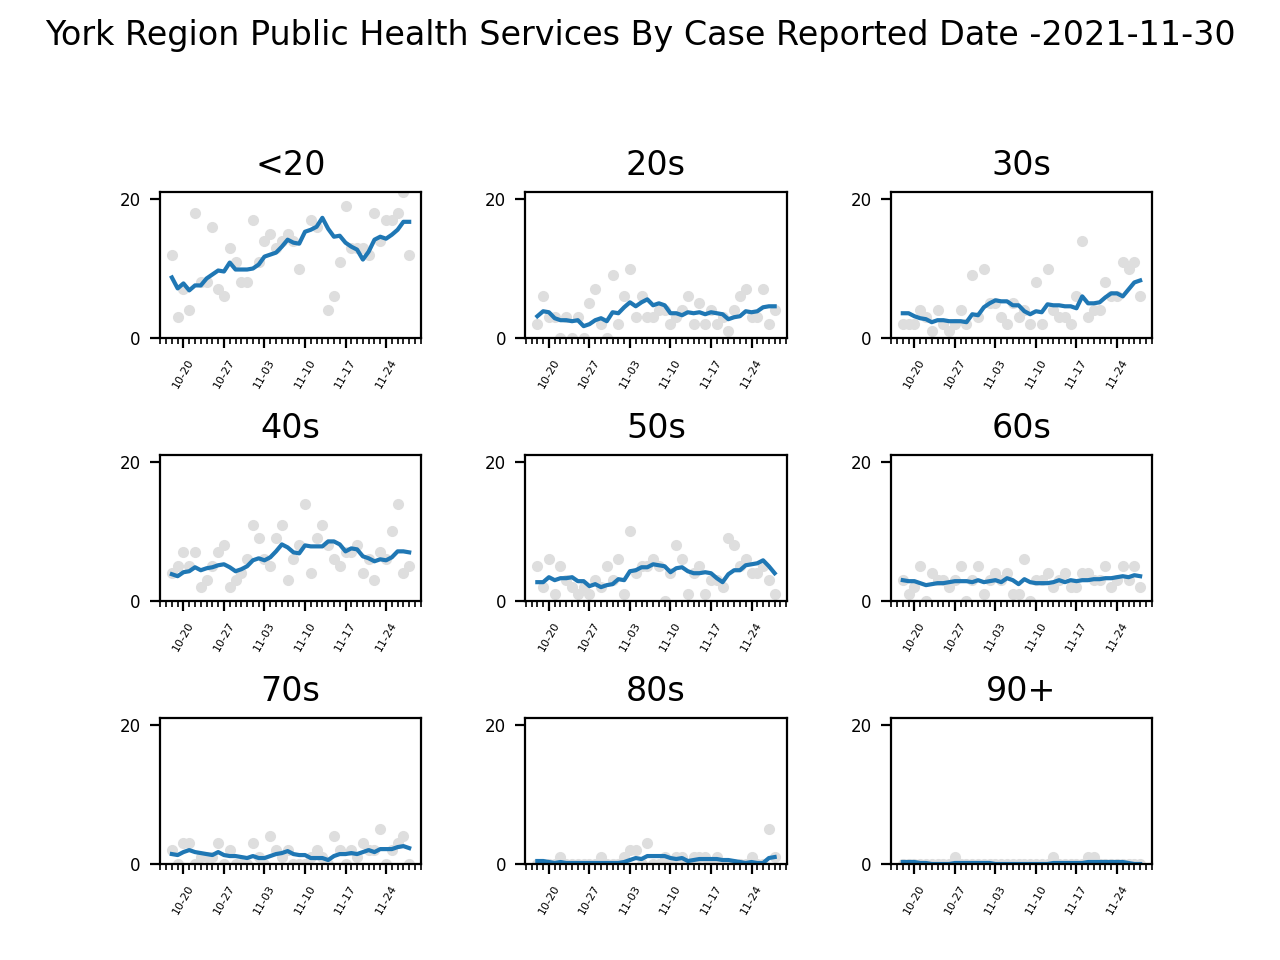 York Region Public Health Services By Case Reported Date -2021-11-30
<20 20s 30s
20 20 20
0 0 0
10-20 10-27 11-03 11-10 11-17 11-24 10-20 10-27 11-03 11-10 11-17 11-24 10-20 10-27 11-03 11-10 11-17 11-24
40s 50s 60s
20 20 20
0 0 0
10-20 10-27 11-03 11-10 11-17 11-24 10-20 10-27 11-03 11-10 11-17 11-24 10-20 10-27 11-03 11-10 11-17 11-24
70s 80s 90+
20 20 20
0 0 0
10-20 10-27 11-03 11-10 11-17 11-24 10-20 10-27 11-03 11-10 11-17 11-24 10-20 10-27 11-03 11-10 11-17 11-24